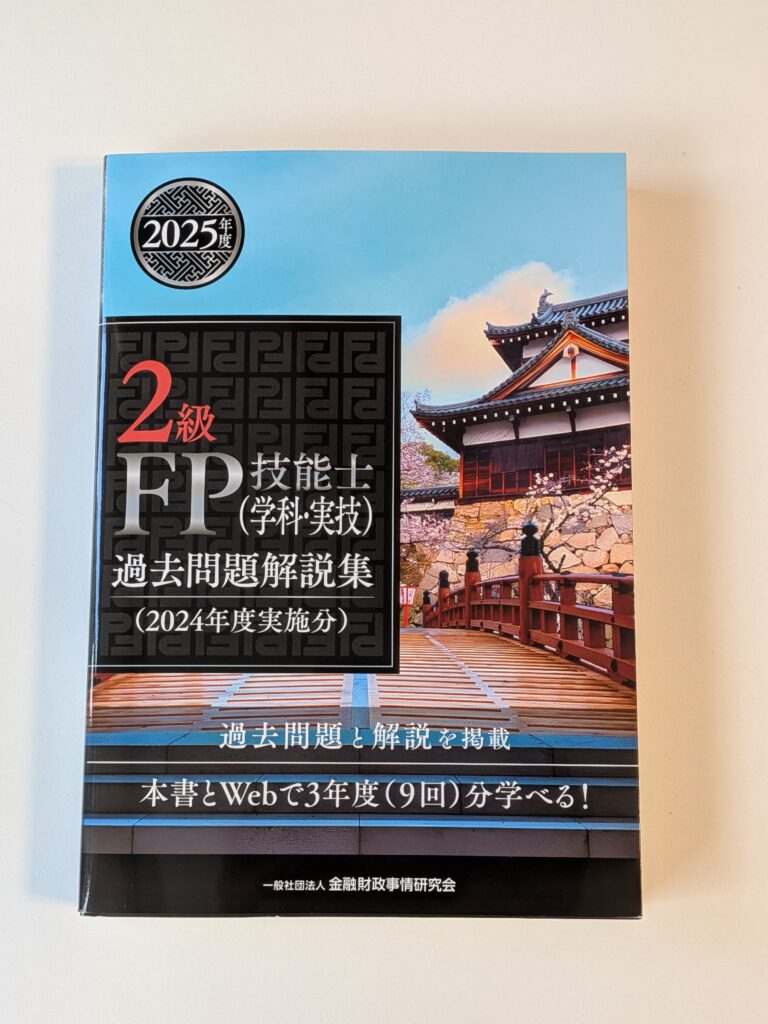 2025年度
2級
FP技能士
(学科・実技)
過去問題解説集
(2024年度実施分)
過去問題と解説を掲載
本書とWebで3年度(9回)分学べる!
一般社団法人 金融財政事情研究会